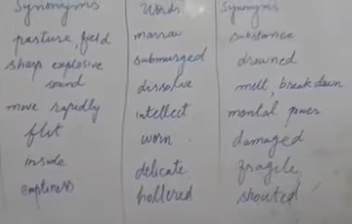 Synonyms Words Synonyms
pasture, field marrow substance
sharp explosive submurged drowned
sound dissolve melt, break down
move rapidly intellect mental power
flit worn damaged
inside delicate fragile
emptiness hollered shouted